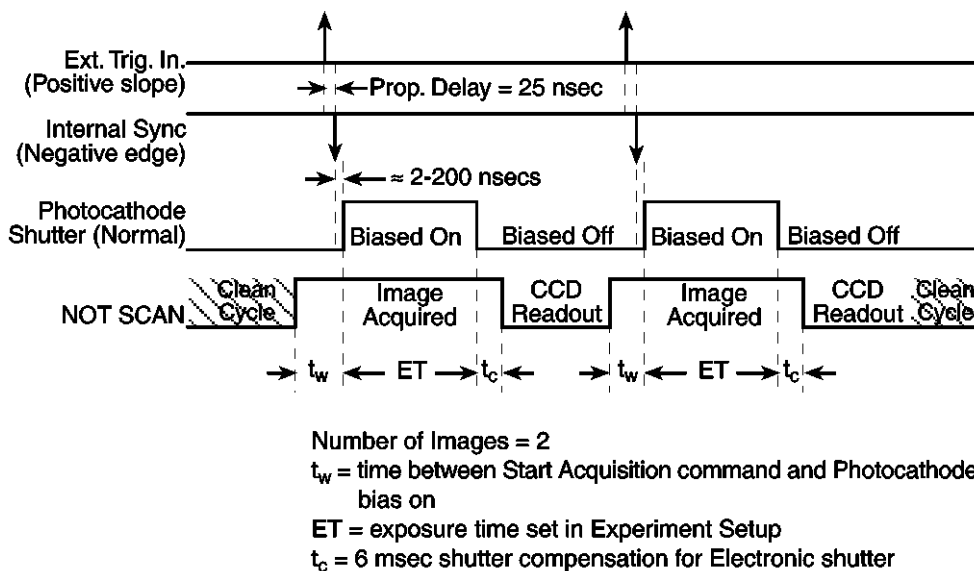 Ext. Trig. In.
(Positive slope)
Prop. Delay = 25 nsec
Internal Sync
(Negative edge)
≈ 2-200 nsecs
Photocathode
Shutter (Normal)
Biased On
Biased Off
Biased On
Biased Off
NOT SCAN
Clean
Cycle
Image
Acquired
CCD
Readout
Image
Acquired
CCD
Readout
Clean
Cycle
tw
ET
tc
tw
ET
tc
Number of Images = 2
tw = time between Start Acquisition command and Photocathode
bias on
ET = exposure time set in Experiment Setup
tc = 6 msec shutter compensation for Electronic shutter